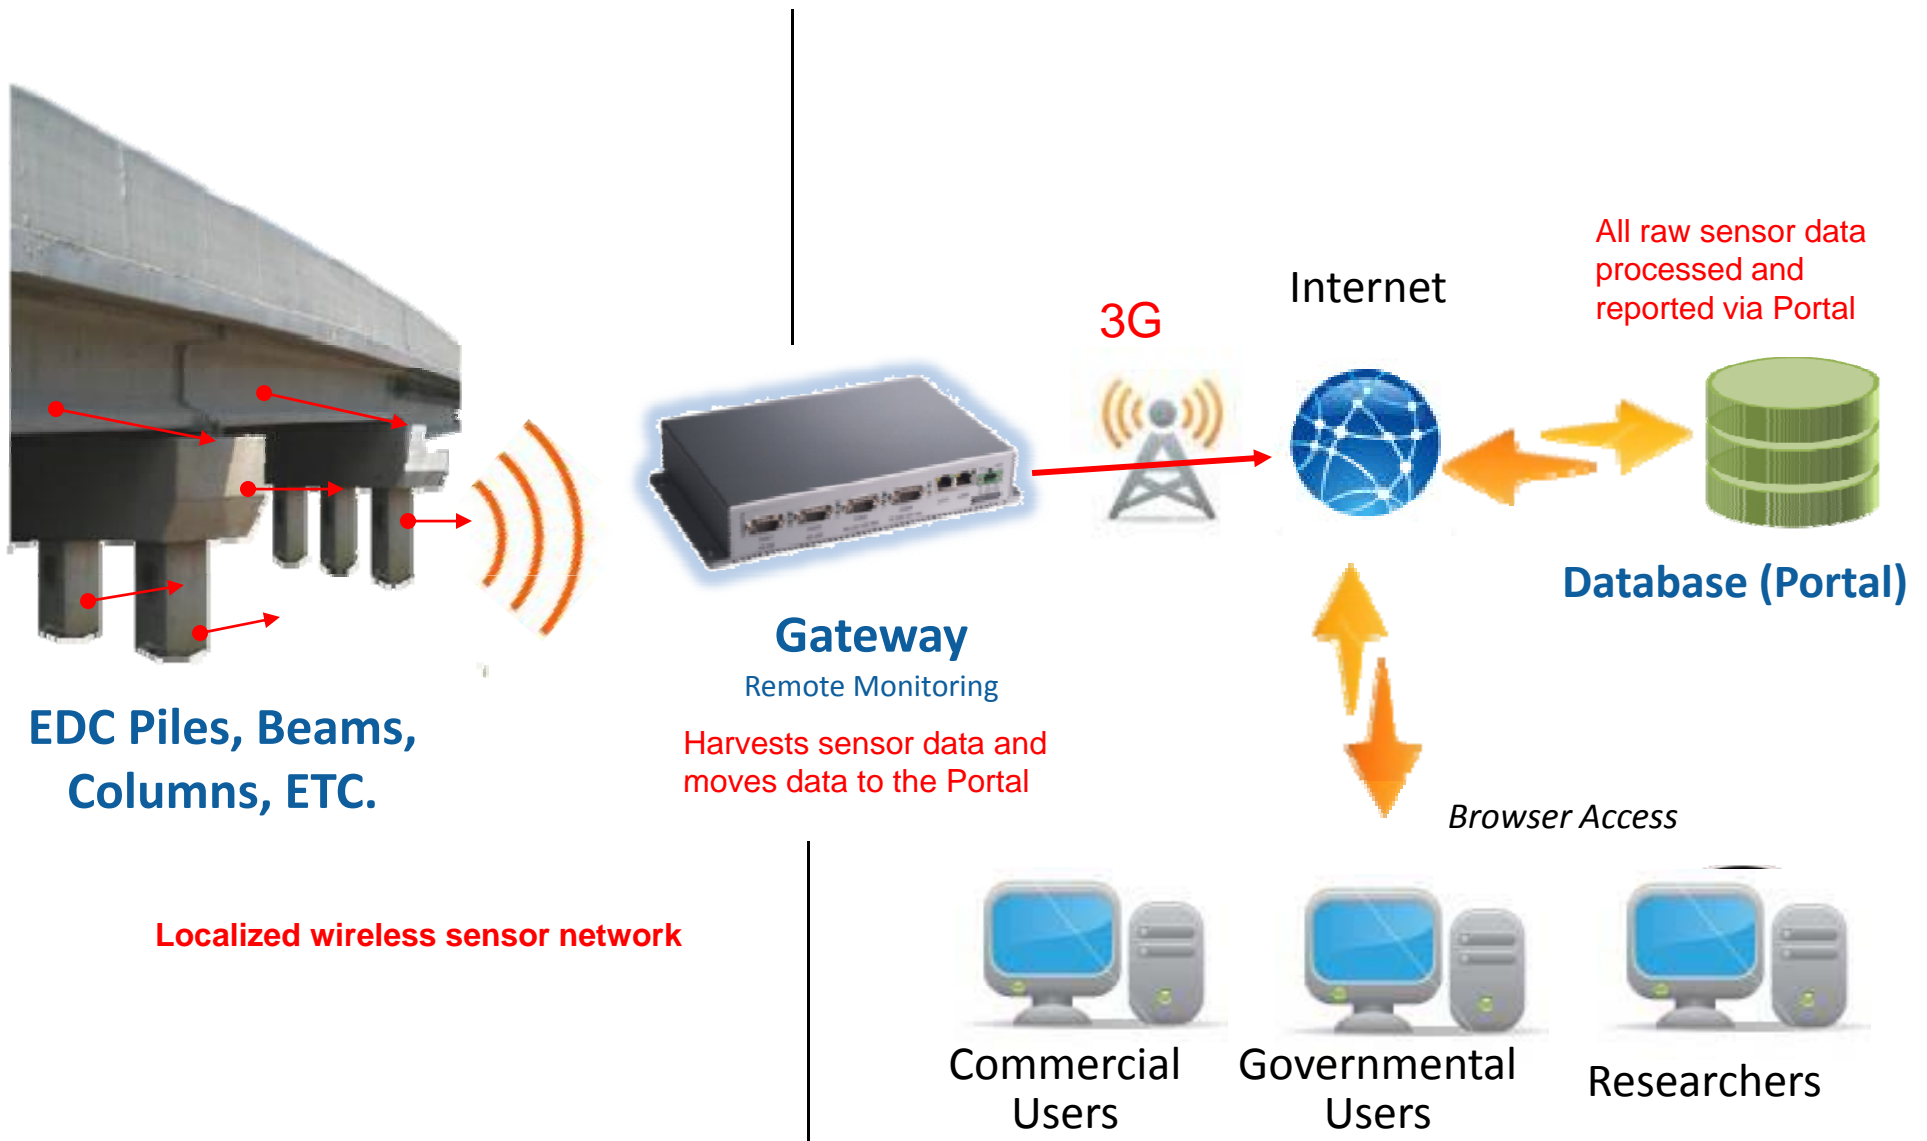 All raw sensor data
processed and
reported via Portal
Internet
3G
Database (Portal)
Gateway
Remote Monitoring
Harvests sensor data and
moves data to the Portal
EDC Piles, Beams,
Columns, ETC.
Browser Access
Localized wireless sensor network
Commercial
Users
Governmental
Users
Researchers